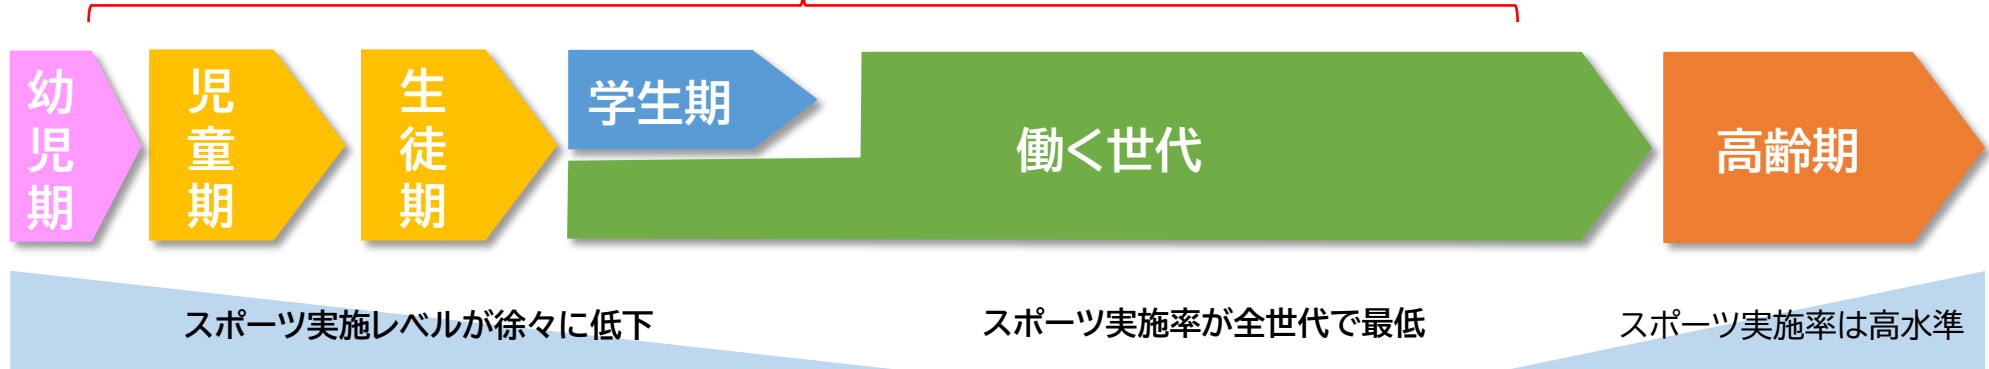 幼児期
児童期
生徒期
学生期
働く世代
高齢期
スポーツ実施レベルが徐々に低下
スポーツ実施率が全世代で最低
スポーツ実施率は高水準